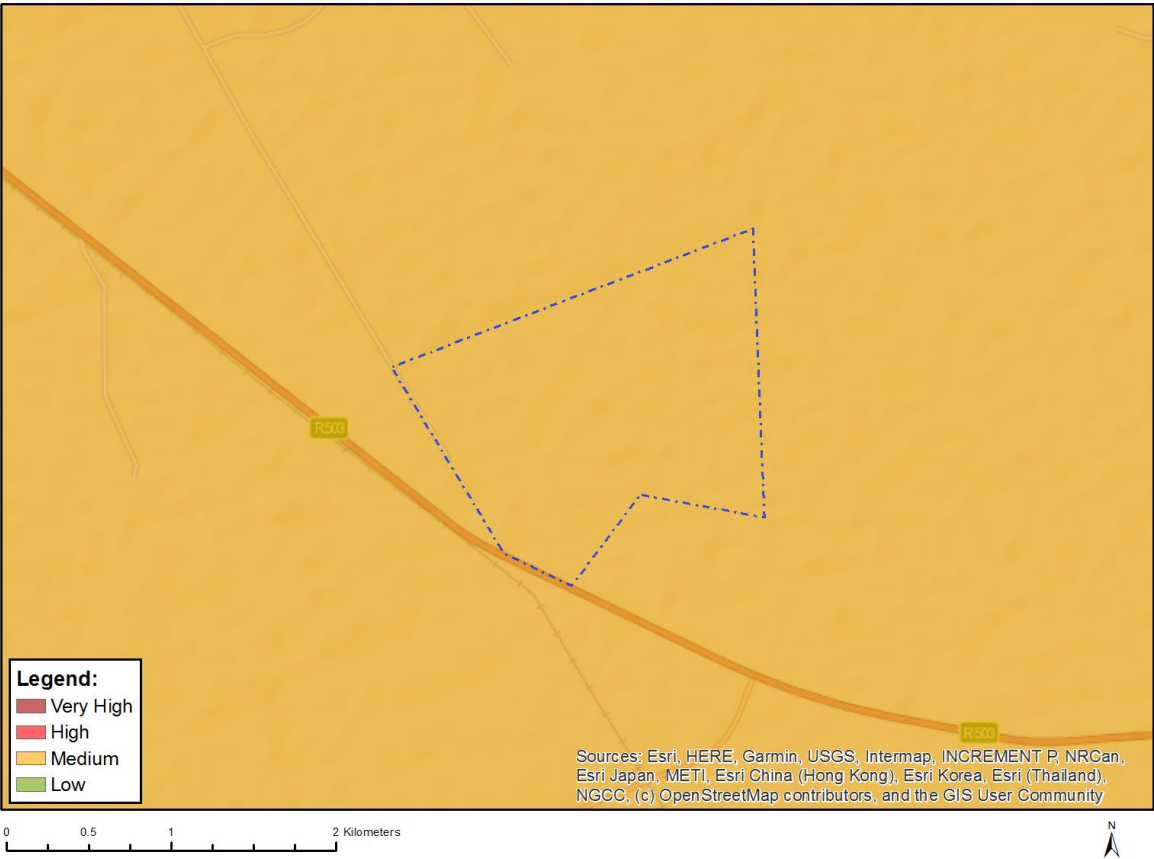 R503
R503
Legend:
Very High
High
Medium
Low
Sources: Esri, HERE, Garmin, USGS, Intermap, INCREMENT P, NRCan,
Esri Japan, METI, Esri China (Hong Kong), Esri Korea, Esri (Thailand),
NGCC, (c) OpenStreetMap contributors, and the GIS User Community
0 0.5 1 2 Kilometers
N